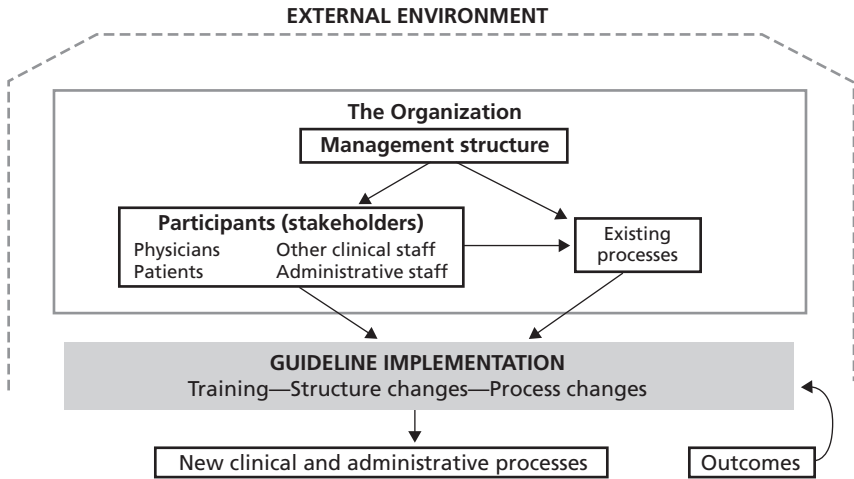 EXTERNAL ENVIRONMENT
The Organization
Management structure
Participants (stakeholders)
Physicians Other clinical staff
Patients Administrative staff
Existing
processes
GUIDELINE IMPLEMENTATION
Training—Structure changes—Process changes
New clinical and administrative processes
Outcomes